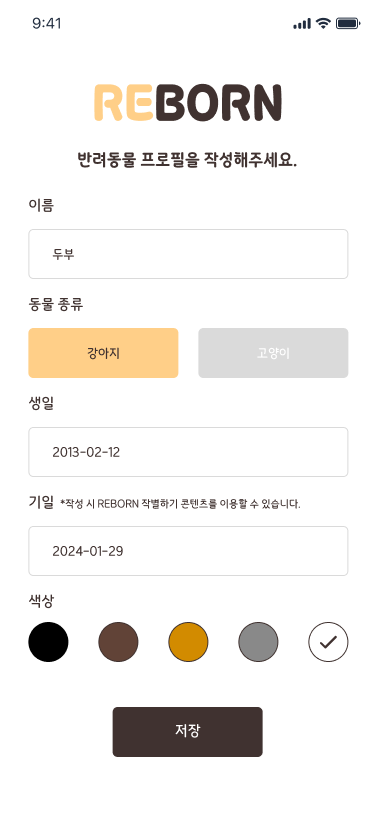 9:41
REBORN
반려동물 프로필을 작성해주세요.
이름
두부
동물 종류
강아지 고양이
생일
2013-02-12
기일 *작성 시 REBORN 작별하기 콘텐츠를 이용할 수 있습니다.
2024-01-29
색상
저장